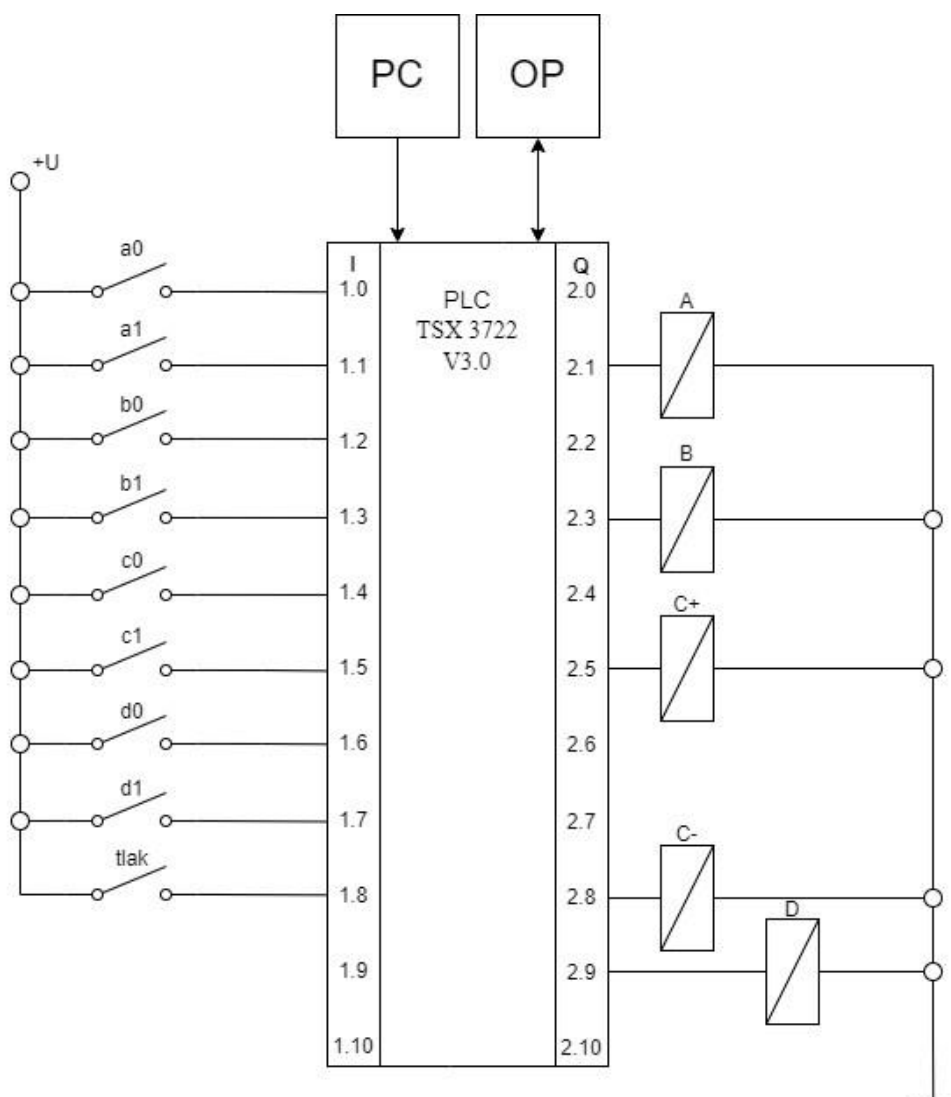 PC
OP
+U
I
Q
PLC
TSX 3722
V3.0
a0
1.0
2.0
A
a1
1.1
2.1
b0
1.2
2.2
B
b1
1.3
2.3
c0
1.4
2.4
C+
c1
1.5
2.5
d0
1.6
2.6
d1
1.7
2.7
C-
tlak
1.8
2.8
D
1.9
2.9
1.10
2.10